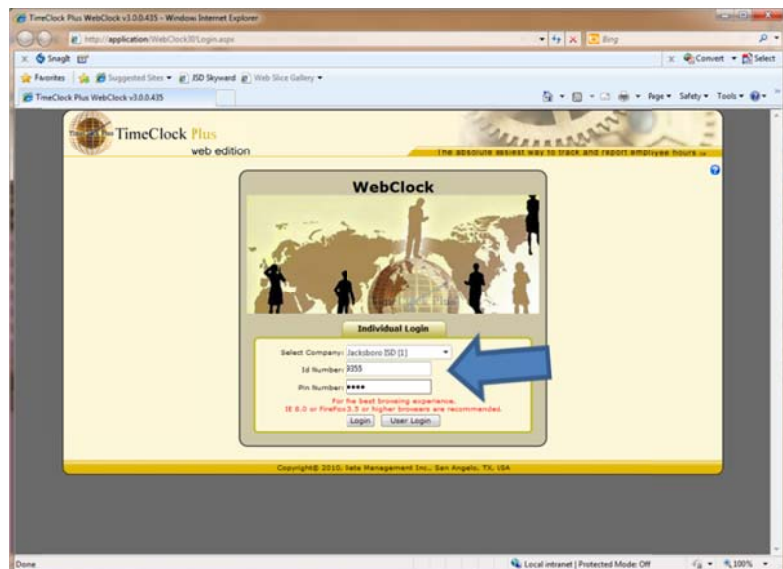 TimeClock Plus WebClock v3.0.0.435 - Windows Internet Explorer
http://application/WebClock30/Login.aspx
Bing
x Snagit Convert Select
Favorites Suggested Sites JSD Skyward Web Slice Gallery
TimeClock Plus WebClock v3.0.0.435 Page Safety Tools
TimeClock Plus
web edition
The absolute easiest way to track and report employee hours
WebClock
TimeClock Plus
Individual Login
Select Company: Jacksboro ISD [1]
Id Number: 9355
Pin Number: ••••
For the best browsing experience,
IE 8.0 or Firefox 3.5 or higher browsers are recommended.
Login User Login
Copyright© 2010, Data Management Inc., San Angelo, TX, USA
Done Local intranet | Protected Mode: Off 100%